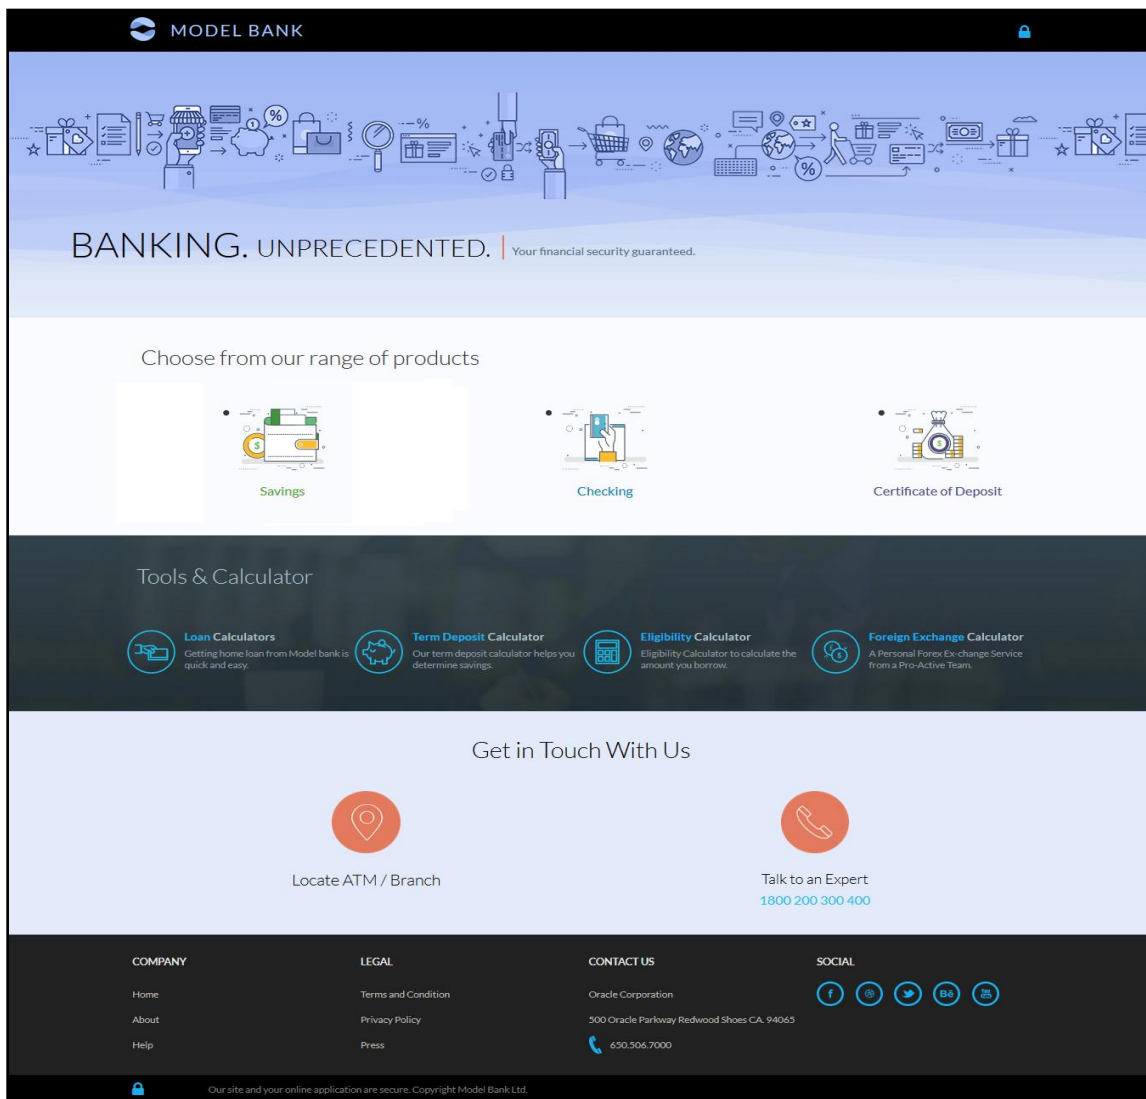 MODEL BANK
%
1
%
%
BANKING. UNPRECEDENTED. Your financial security guaranteed.
Choose from our range of products
$
$
Savings
Checking
Certificate of Deposit
Tools & Calculator
Loan Calculators
Getting home loan from Model bank is
quick and easy.
Term Deposit Calculator
Our term deposit calculator helps you
determine savings.
Eligibility Calculator
Eligibility Calculator to calculate the
amount you borrow.
Foreign Exchange Calculator
A Personal Forex Ex-change Service
from a Pro-Active Team.
Get in Touch With Us
Locate ATM / Branch
Talk to an Expert
1800 200 300 400
COMPANY
Home
About
Help
LEGAL
Terms and Condition
Privacy Policy
Press
CONTACT US
Oracle Corporation
500 Oracle Parkway Redwood Shoes CA. 94065
650.506.7000
SOCIAL
f
Bē
Our site and your online application are secure. Copyright Model Bank Ltd.